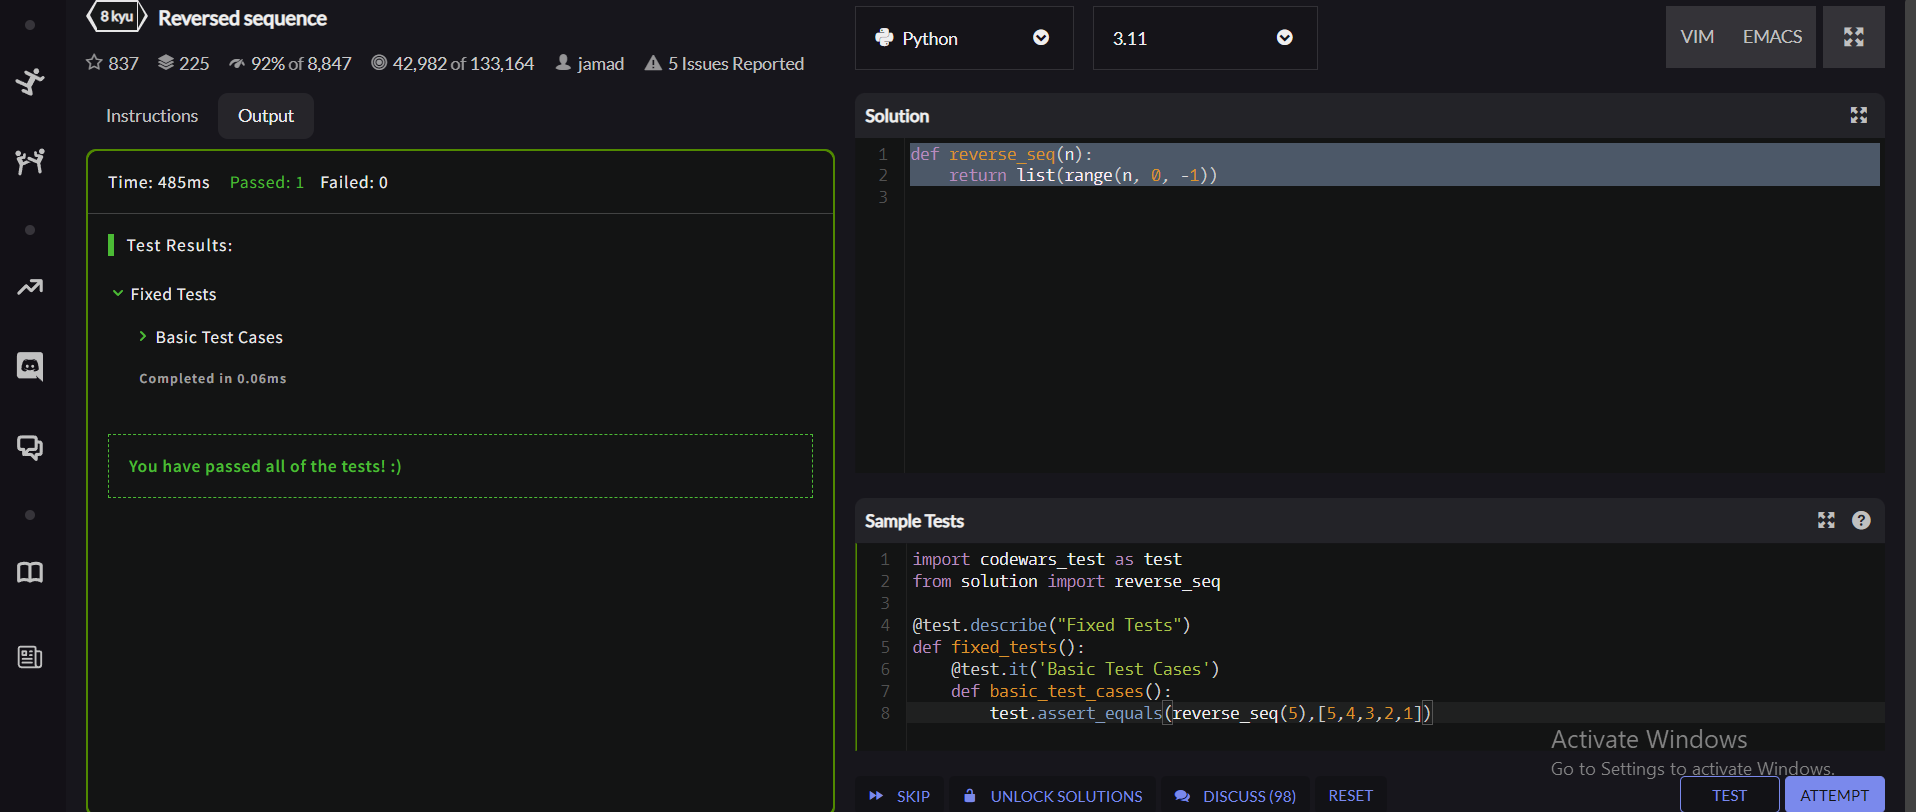 8 kyu Reversed sequence
837 225 92% of 8,847 42,982 of 133,164 jamad 5 Issues Reported
Instructions Output
Time: 485ms Passed: 1 Failed: 0
Test Results:
Fixed Tests
Basic Test Cases
Completed in 0.06ms
You have passed all of the tests! :)
Python 3.11 VIM EMACS
Solution
1 def reverse_seq(n):
2     return list(range(n, 0, -1))
3
Sample Tests
1 import codewars_test as test
2 from solution import reverse_seq
3
4 @test.describe("Fixed Tests")
5 def fixed_tests():
6     @test.it('Basic Test Cases')
7     def basic_test_cases():
8         test.assert_equals(reverse_seq(5),[5,4,3,2,1])
Activate Windows
Go to Settings to activate Windows.
SKIP UNLOCK SOLUTIONS DISCUSS (98) RESET TEST ATTEMPT